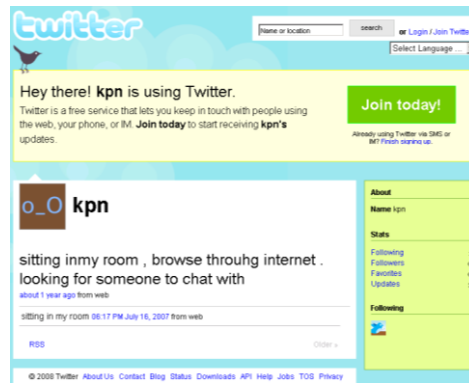 twitter
Name or location
search
or Login / Join Twitte
Select Language ...
Hey there! kpn is using Twitter.
Twitter is a free service that lets you keep in touch with people using
the web, your phone, or IM. Join today to start receiving kpn's
updates.
Join today!
Already using Twitter via SMS or
IM? Finish signing up.
o_O
kpn
sitting inmy room , browse throuhg internet .
looking for someone to chat with
about 1 year ago from web
sitting in my room 06:17 PM July 16, 2007 from web
RSS
Older »
About
Name kpn
Stats
Following
Followers
Favorites
Updates
Following
© 2008 Twitter About Us Contact Blog Status Downloads API Help Jobs TOS Privacy